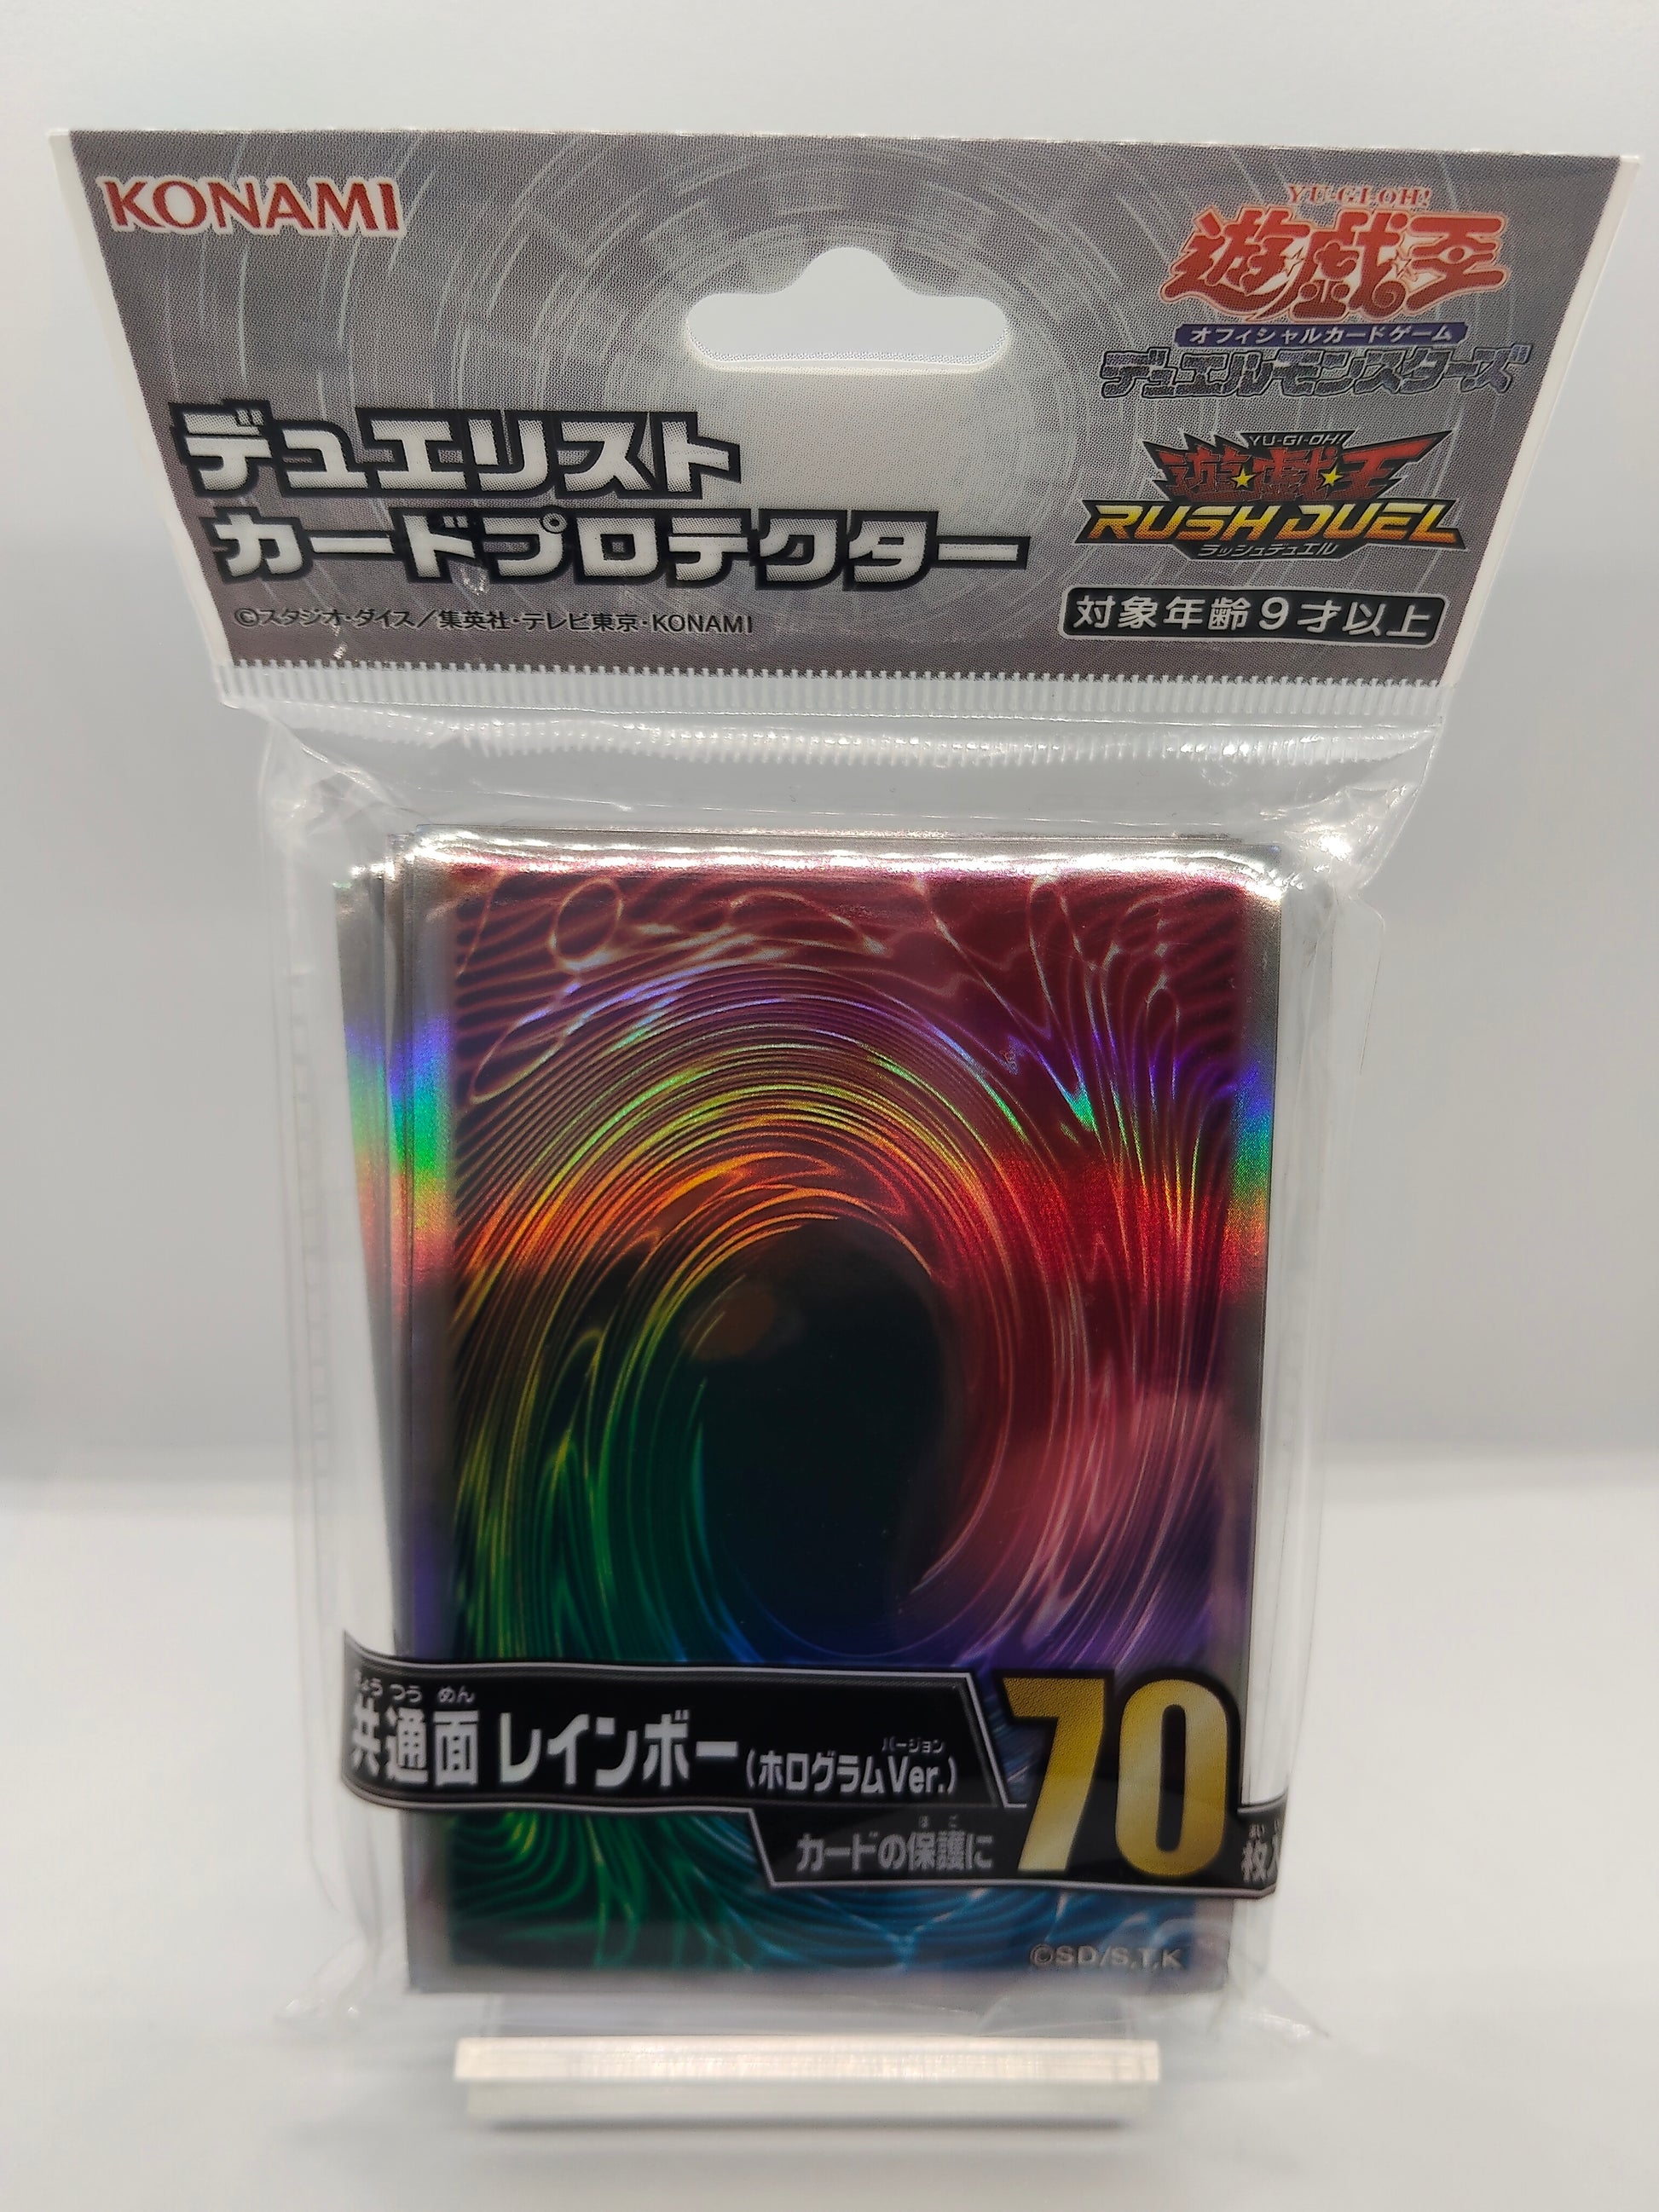 KONAMI
YU-GI-OH!
遊戯王
オフィシャルカードゲーム
デュエルモンスターズ
YU-GI-OH!
遊戯王
RUSH DUEL
ラッシュデュエル
対象年齢9才以上
デュエリスト
カードプロテクター
©スタジオ・ダイス／集英社・テレビ東京・KONAMI
きょう つう めん
共通面 レインボー(ホログラムVer.)
バージョン
カードの保護に
ほ ご
70
まい
枚
©SD/S,T,K